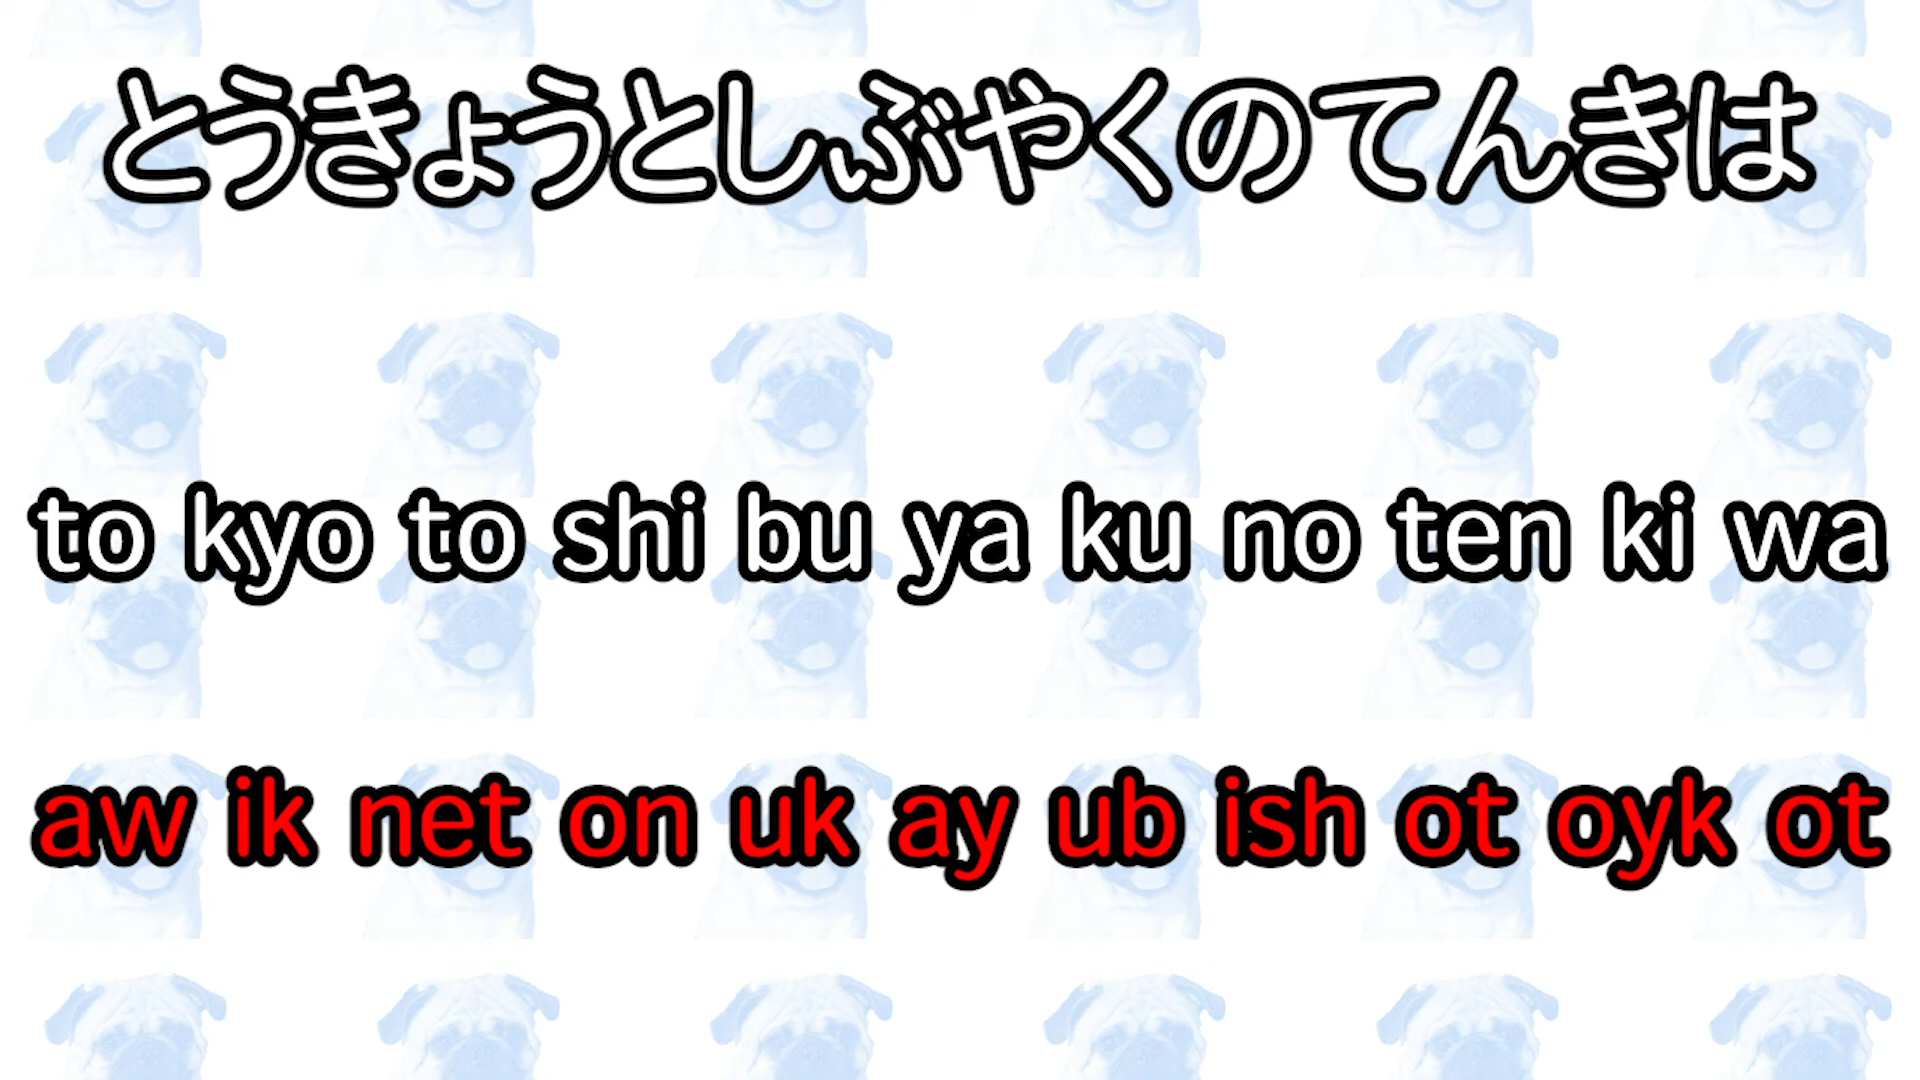 とうきょうとしぶやくのてんきは
to kyo to shi bu ya ku no ten ki wa
aw ik net on uk ay ub ish ot oyk ot